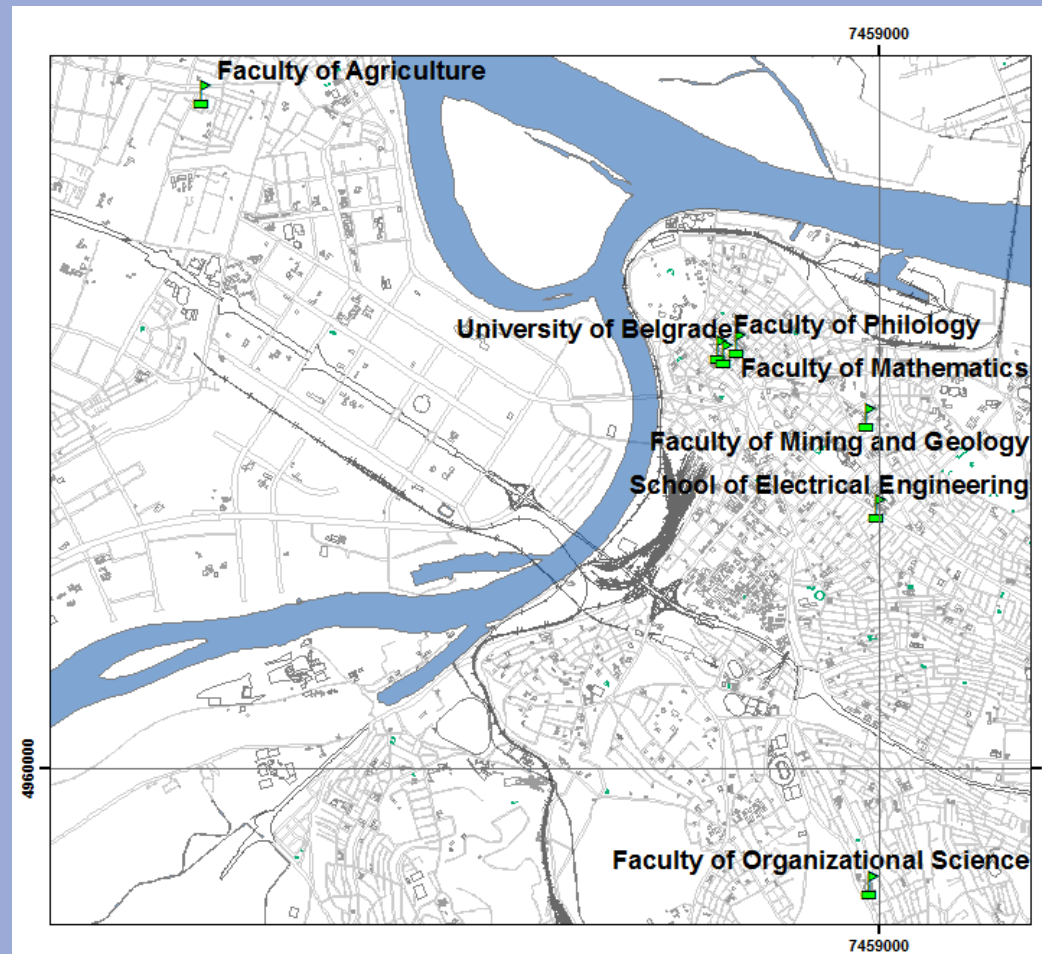 7459000
Faculty of Agriculture
University of Belgrade
Faculty of Philology
Faculty of Mathematics
Faculty of Mining and Geology
School of Electrical Engineering
4960000
Faculty of Organizational Science
7459000